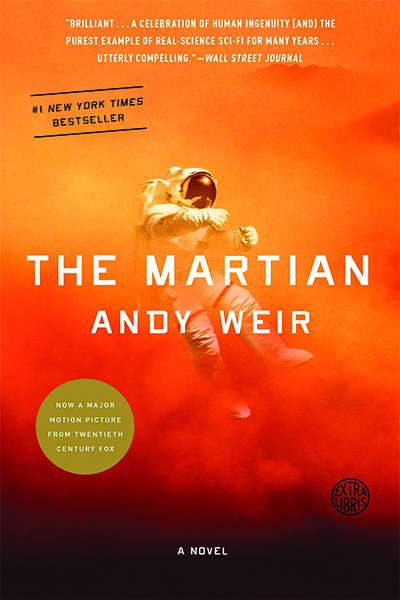 "BRILLIANT . . . A CELEBRATION OF HUMAN INGENUITY [AND] THE
PUREST EXAMPLE OF REAL-SCIENCE SCI-FI FOR MANY YEARS . . .
UTTERLY COMPELLING."—WALL STREET JOURNAL
#1 NEW YORK TIMES
BESTSELLER
THE MARTIAN
ANDY WEIR
NOW A MAJOR
MOTION PICTURE
FROM TWENTIETH
CENTURY FOX
EXTRA
LIBRIS
A NOVEL